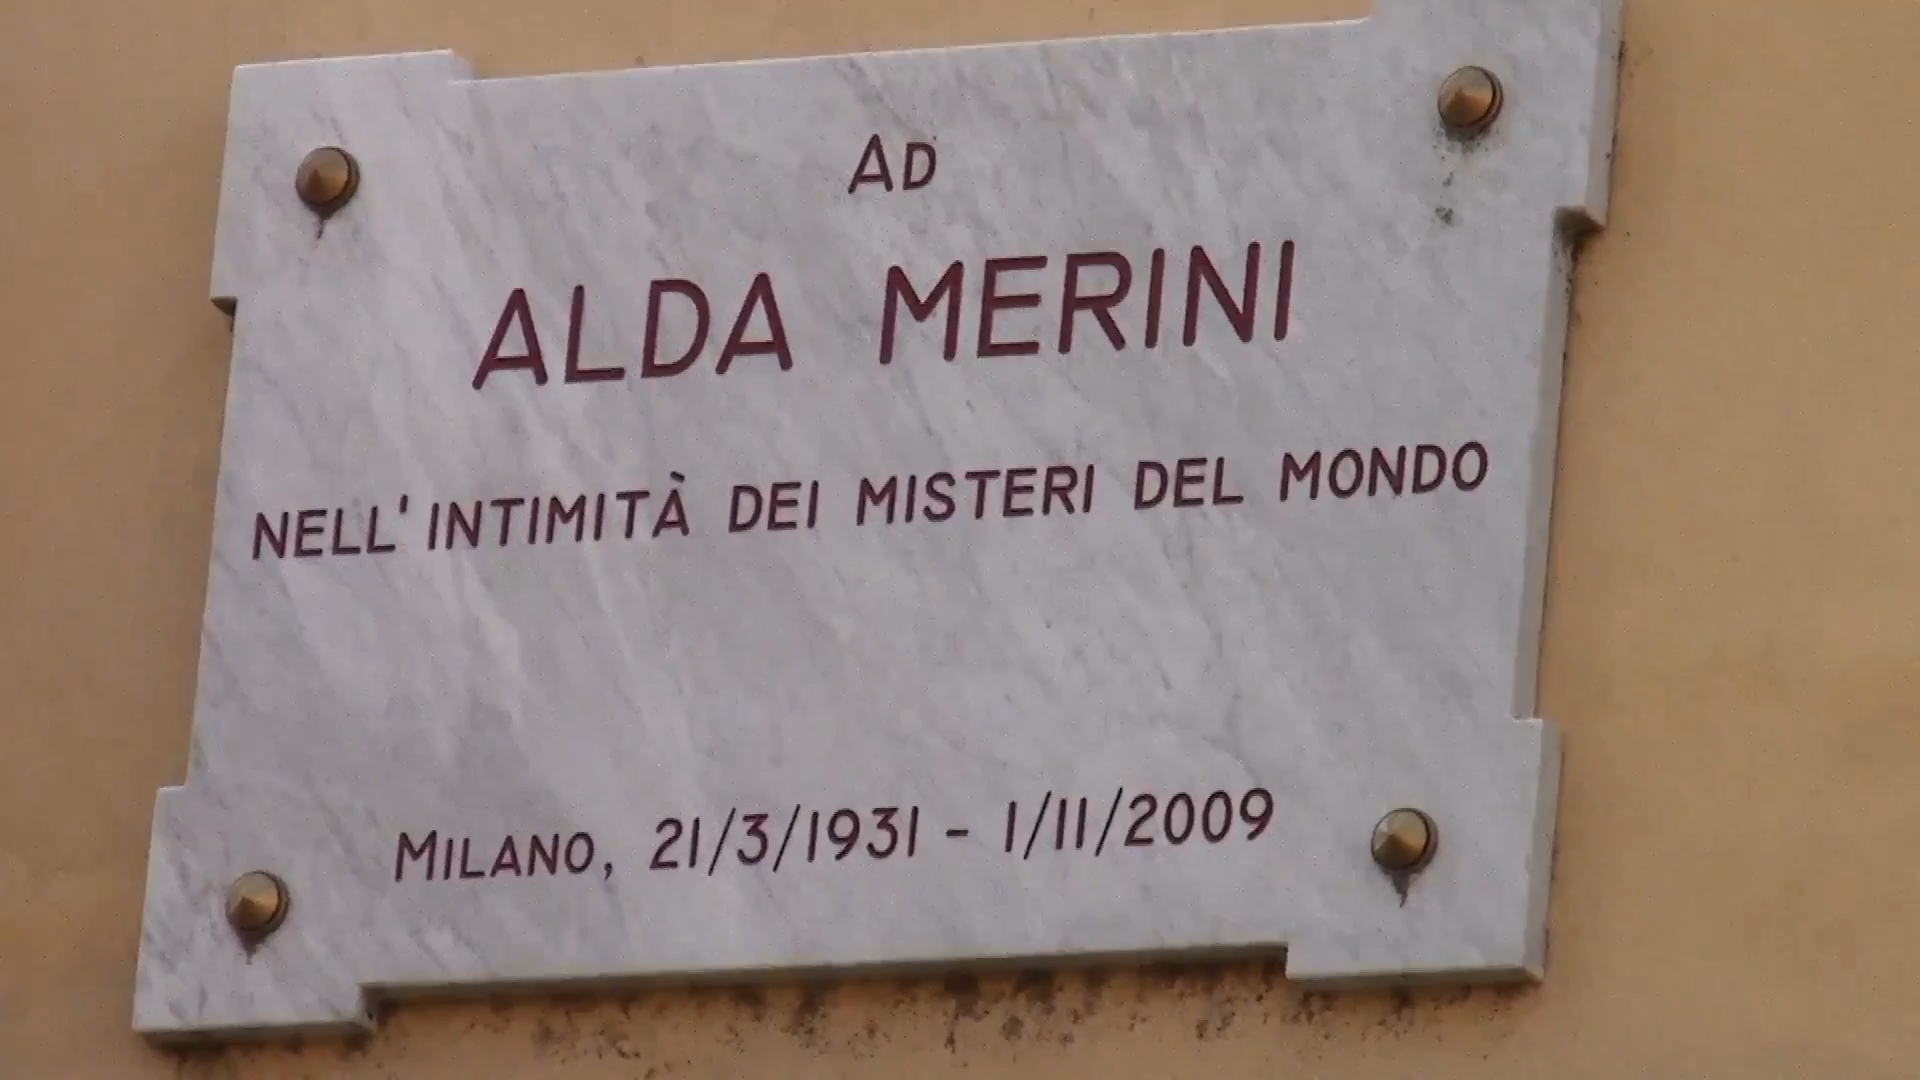 AD
ALDA MERINI
NELL'INTIMITÀ DEI MISTERI DEL MONDO
MILANO, 21/3/1931 - 1/11/2009